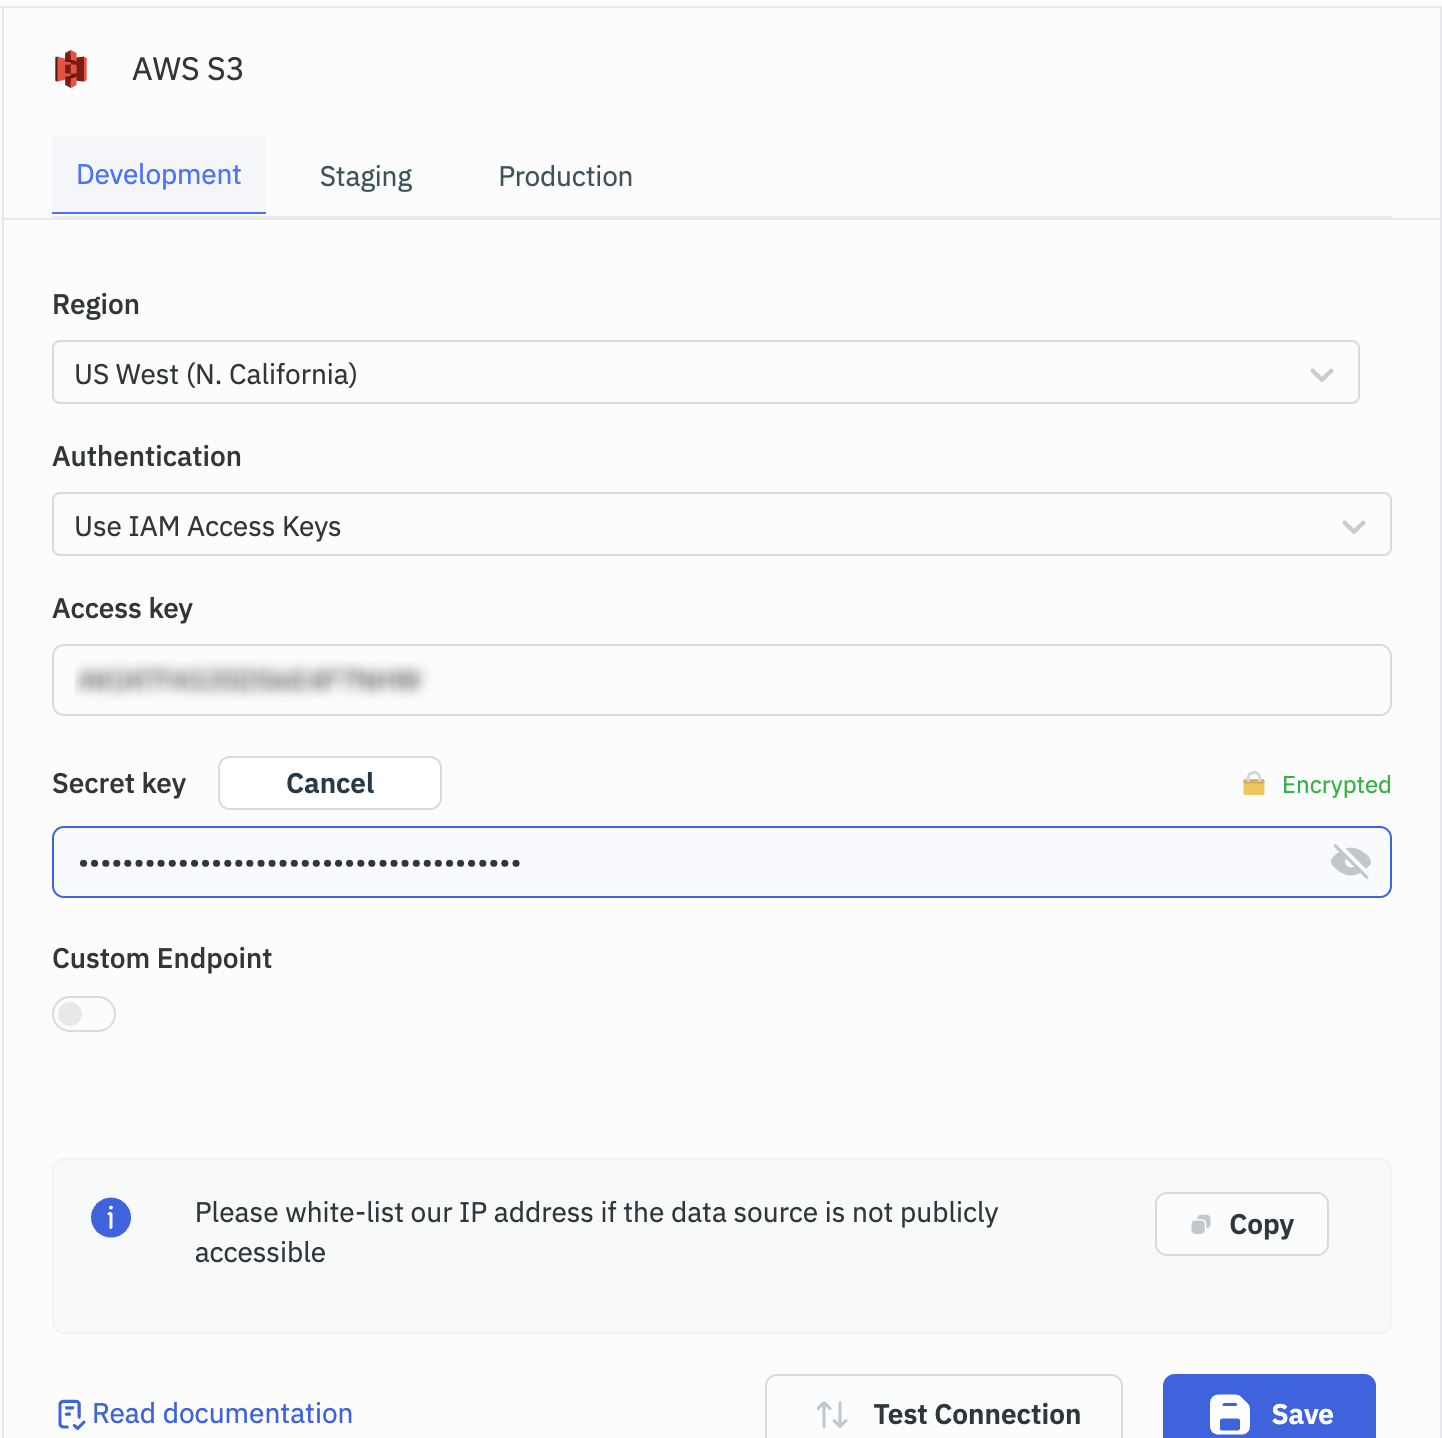 AWS S3
Development
Staging
Production
Region
US West (N. California)
Authentication
Use IAM Access Keys
Access key
Secret key
Cancel
Encrypted
Custom Endpoint
Please white-list our IP address if the data source is not publicly
accessible
Copy
Read documentation
Test Connection
Save